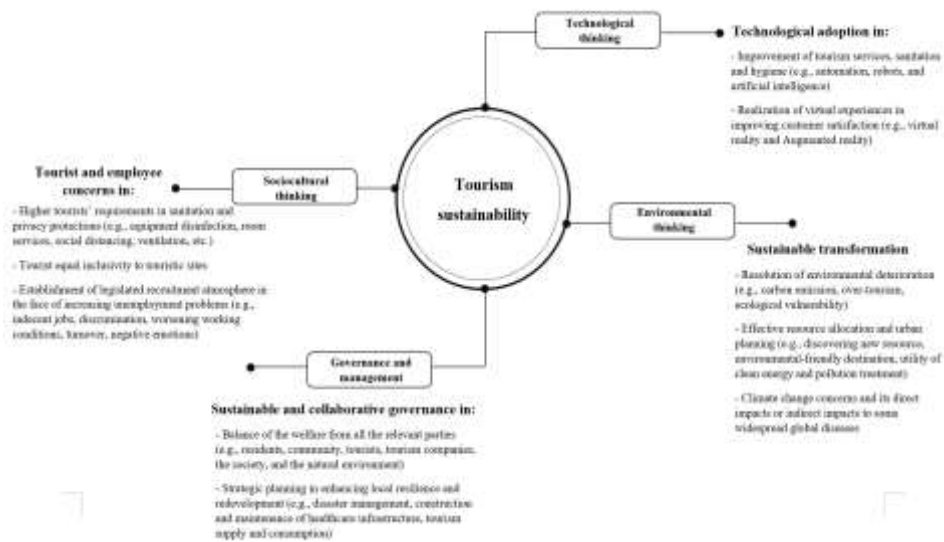 Technological
thinking
Technological adoption in:
- Improvement of tourism services, sanitation
and hygiene (e.g., automation, robots, and
artificial intelligence)
- Realization of virtual experiences in
improving customer satisfaction (e.g., virtual
reality and Augmented reality)
Tourism
sustainability
Tourist and employee
concerns in:
Sociocultural
thinking
- Higher tourists' requirements in sanitation and
privacy protections (e.g., equipment disinfection, room
services, social distancing, ventilation, etc.)
- Tourist equal inclusivity to touristic sites
- Establishment of legislated recruitment atmosphere in
the face of increasing unemployment problems (e.g.,
indecent jobs, discrimination, worsening working
conditions, turnover, negative emotions)
Environmental
thinking
Sustainable transformation
- Resolution of environmental deterioration
(e.g., carbon emission, over-tourism,
ecological vulnerability)
- Effective resource allocation and urban
planning (e.g., discovering new resource,
environmental-friendly destination, utility of
clean energy and pollution treatment)
- Climate change concerns and its direct
impacts or indirect impacts to some
widespread global diseases
Governance and
management
Sustainable and collaborative governance in:
- Balance of the welfare from all the relevant parties
(e.g., residents, community, tourists, tourism companies,
the society, and the natural environment)
- Strategic planning in enhancing local resilience and
redevelopment (e.g., disaster management, construction
and maintenance of healthcare infrastructure, tourism
supply and consumption)